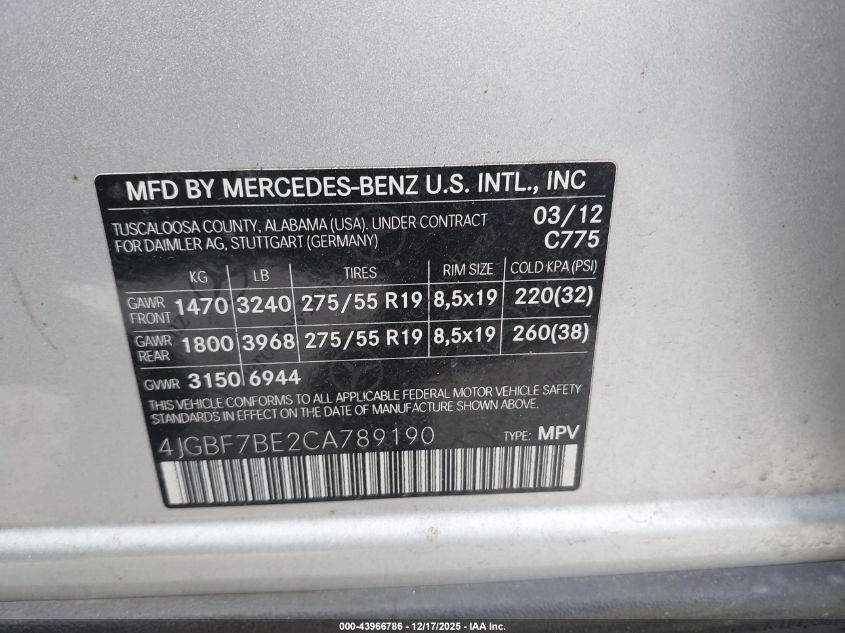 MFD BY MERCEDES-BENZ U.S. INTL., INC
TUSCALOOSA COUNTY, ALABAMA (USA). UNDER CONTRACT 03/12
FOR DAIMLER AG, STUTTGART (GERMANY) C775
KG LB TIRES RIM SIZE COLD KPA (PSI)
GAWR FRONT 1470 3240 275/55 R19 8,5x19 220(32)
GAWR REAR 1800 3968 275/55 R19 8,5x19 260(38)
GVWR 3150 6944
THIS VEHICLE CONFORMS TO ALL APPLICABLE FEDERAL MOTOR VEHICLE SAFETY
STANDARDS IN EFFECT ON THE DATE OF MANUFACTURE SHOWN ABOVE.
4JGBF7BE2CA789190 TYPE: MPV
000-43966786 - 12/17/2025 - IAA Inc.